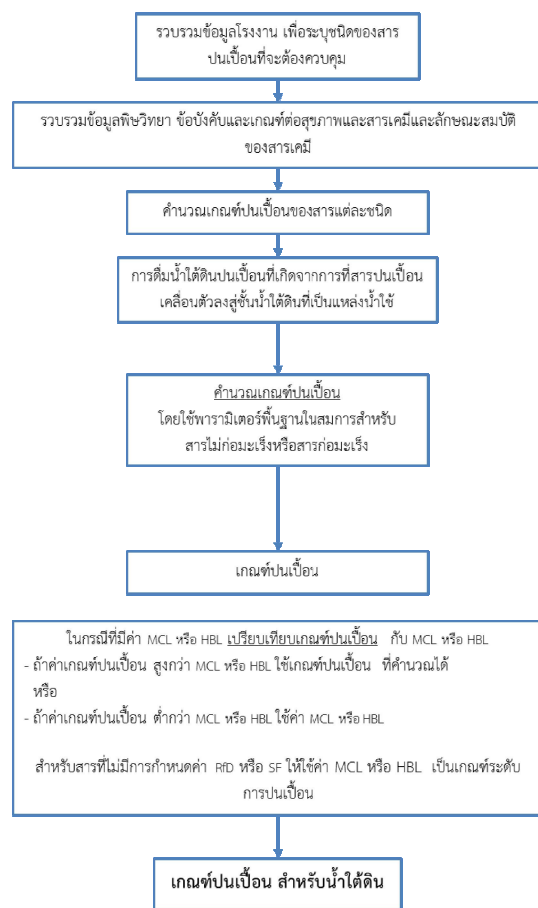 รวบรวมข้อมูลโรงงาน เพื่อระบุชนิดของสาร
ปนเปื้อนที่จะต้องควบคุม
รวบรวมข้อมูลพิษวิทยา ข้อบังคับและเกณฑ์ต่อสุขภาพและสารเคมีและลักษณะสมบัติ
ของสารเคมี
คำนวณเกณฑ์ปนเปื้อนของสารแต่ละชนิด
การดื่มน้ำใต้ดินปนเปื้อนที่เกิดจากการที่สารปนเปื้อน
เคลื่อนตัวลงสู่ชั้นน้ำใต้ดินที่เป็นแหล่งน้ำใช้
คำนวณเกณฑ์ปนเปื้อน
โดยใช้พารามิเตอร์พื้นฐานในสมการสำหรับ
สารไม่ก่อมะเร็งหรือสารก่อมะเร็ง
เกณฑ์ปนเปื้อน
ในกรณีที่มีค่า MCL หรือ HBL เปรียบเทียบเกณฑ์ปนเปื้อน กับ MCL หรือ HBL
- ถ้าค่าเกณฑ์ปนเปื้อน สูงกว่า MCL หรือ HBL ใช้เกณฑ์ปนเปื้อน ที่คำนวณได้
หรือ
- ถ้าค่าเกณฑ์ปนเปื้อน ต่ำกว่า MCL หรือ HBL ใช้ค่า MCL หรือ HBL
สำหรับสารที่ไม่มีการกำหนดค่า RfD หรือ SF ให้ใช้ค่า MCL หรือ HBL เป็นเกณฑ์ระดับ
การปนเปื้อน
เกณฑ์ปนเปื้อน สำหรับน้ำใต้ดิน